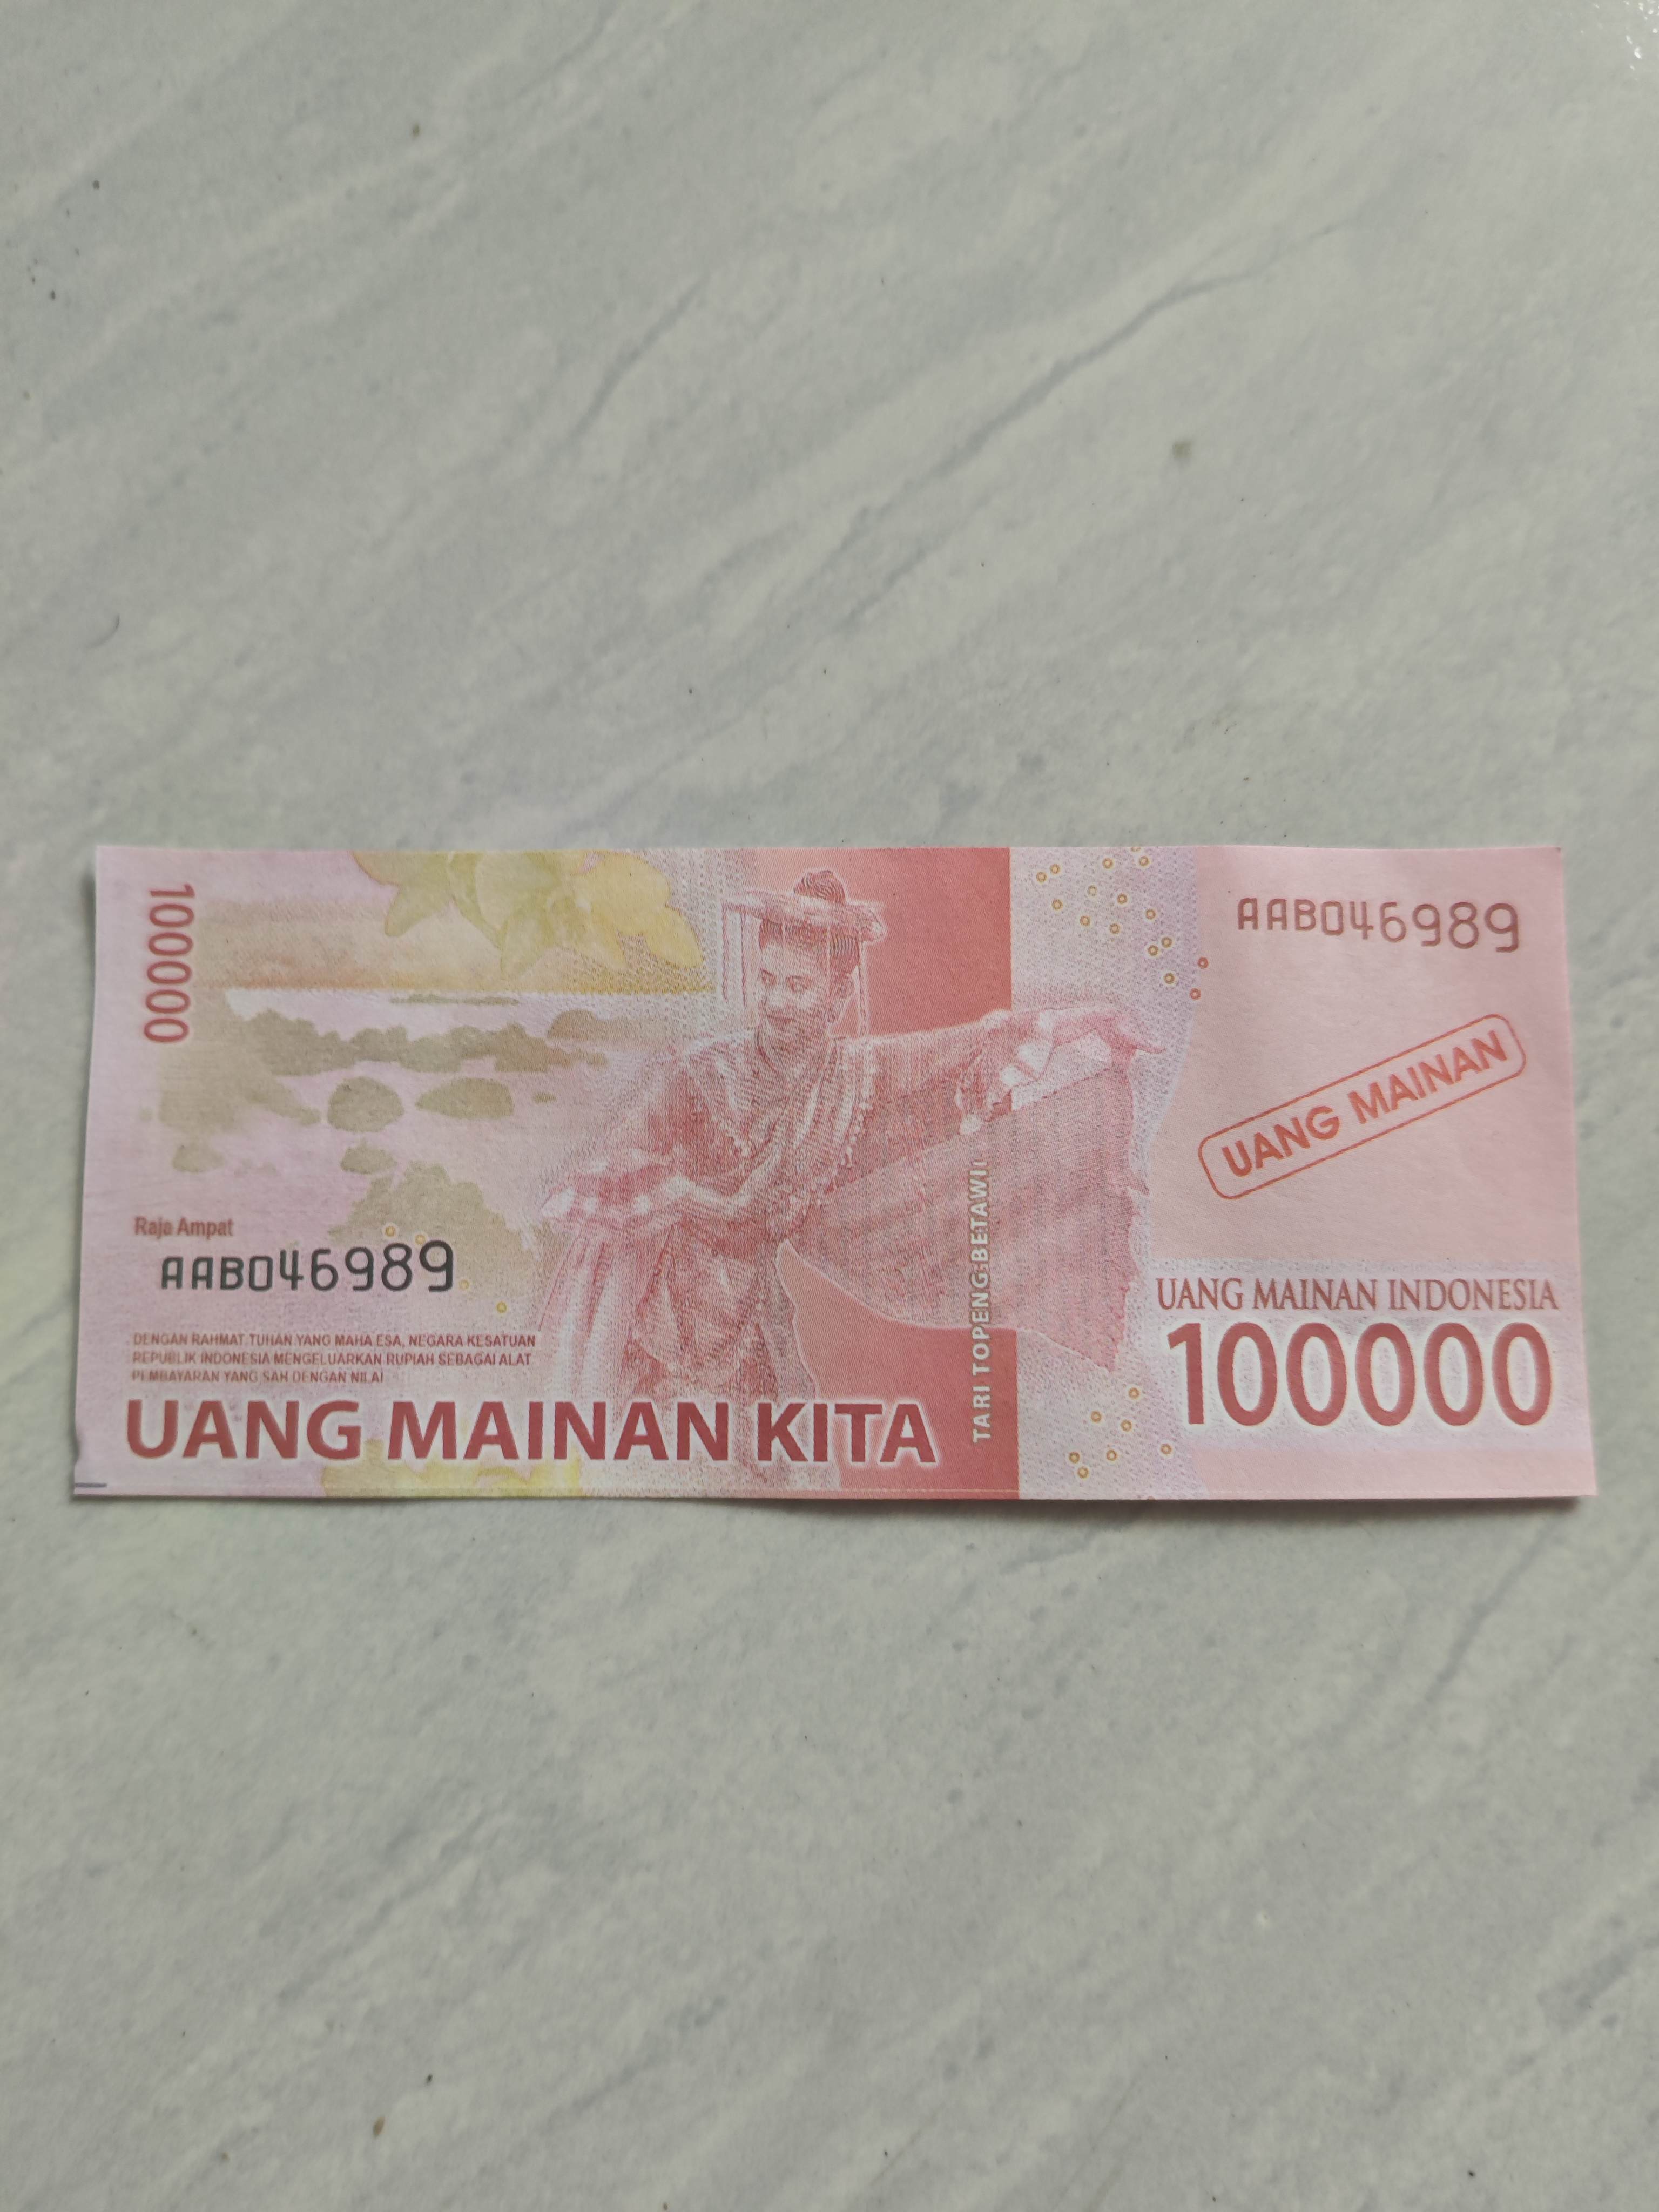 100000
AAB046989
UANG MAINAN
Raja Ampat
AAB046989
DENGAN RAHMAT TUHAN YANG MAHA ESA, NEGARA KESATUAN
REPUBLIK INDONESIA MENGELUARKAN RUPIAH SEBAGAI ALAT
PEMBAYARAN YANG SAH DENGAN NILAI
UANG MAINAN KITA
TARI TOPENG BETAWI
UANG MAINAN INDONESIA
100000